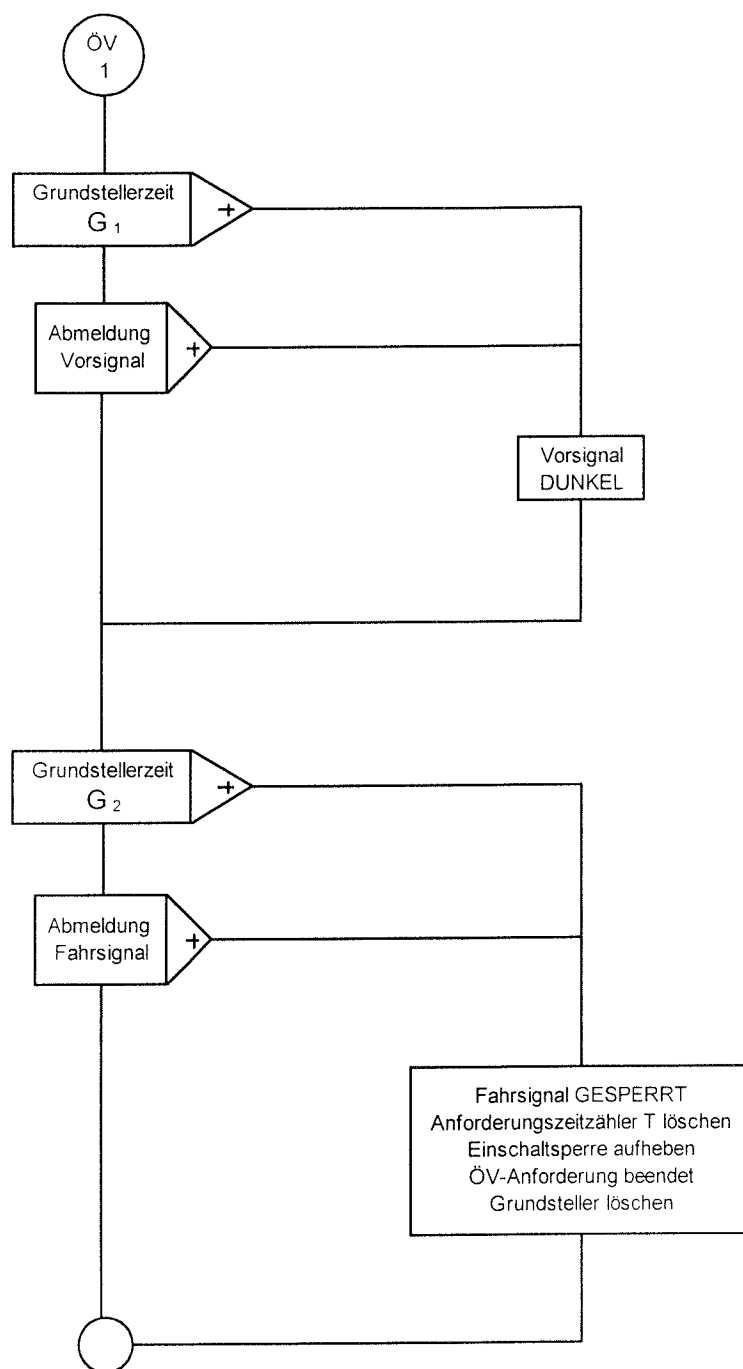 ÖV
1
Grundstellerzeit
G 1
+
Abmeldung
Vorsignal
+
Vorsignal
DUNKEL
Grundstellerzeit
G 2
+
Abmeldung
Fahrsignal
+
Fahrsignal GESPERRT
Anforderungszeitzähler T löschen
Einschaltsperre aufheben
ÖV-Anforderung beendet
Grundsteller löschen